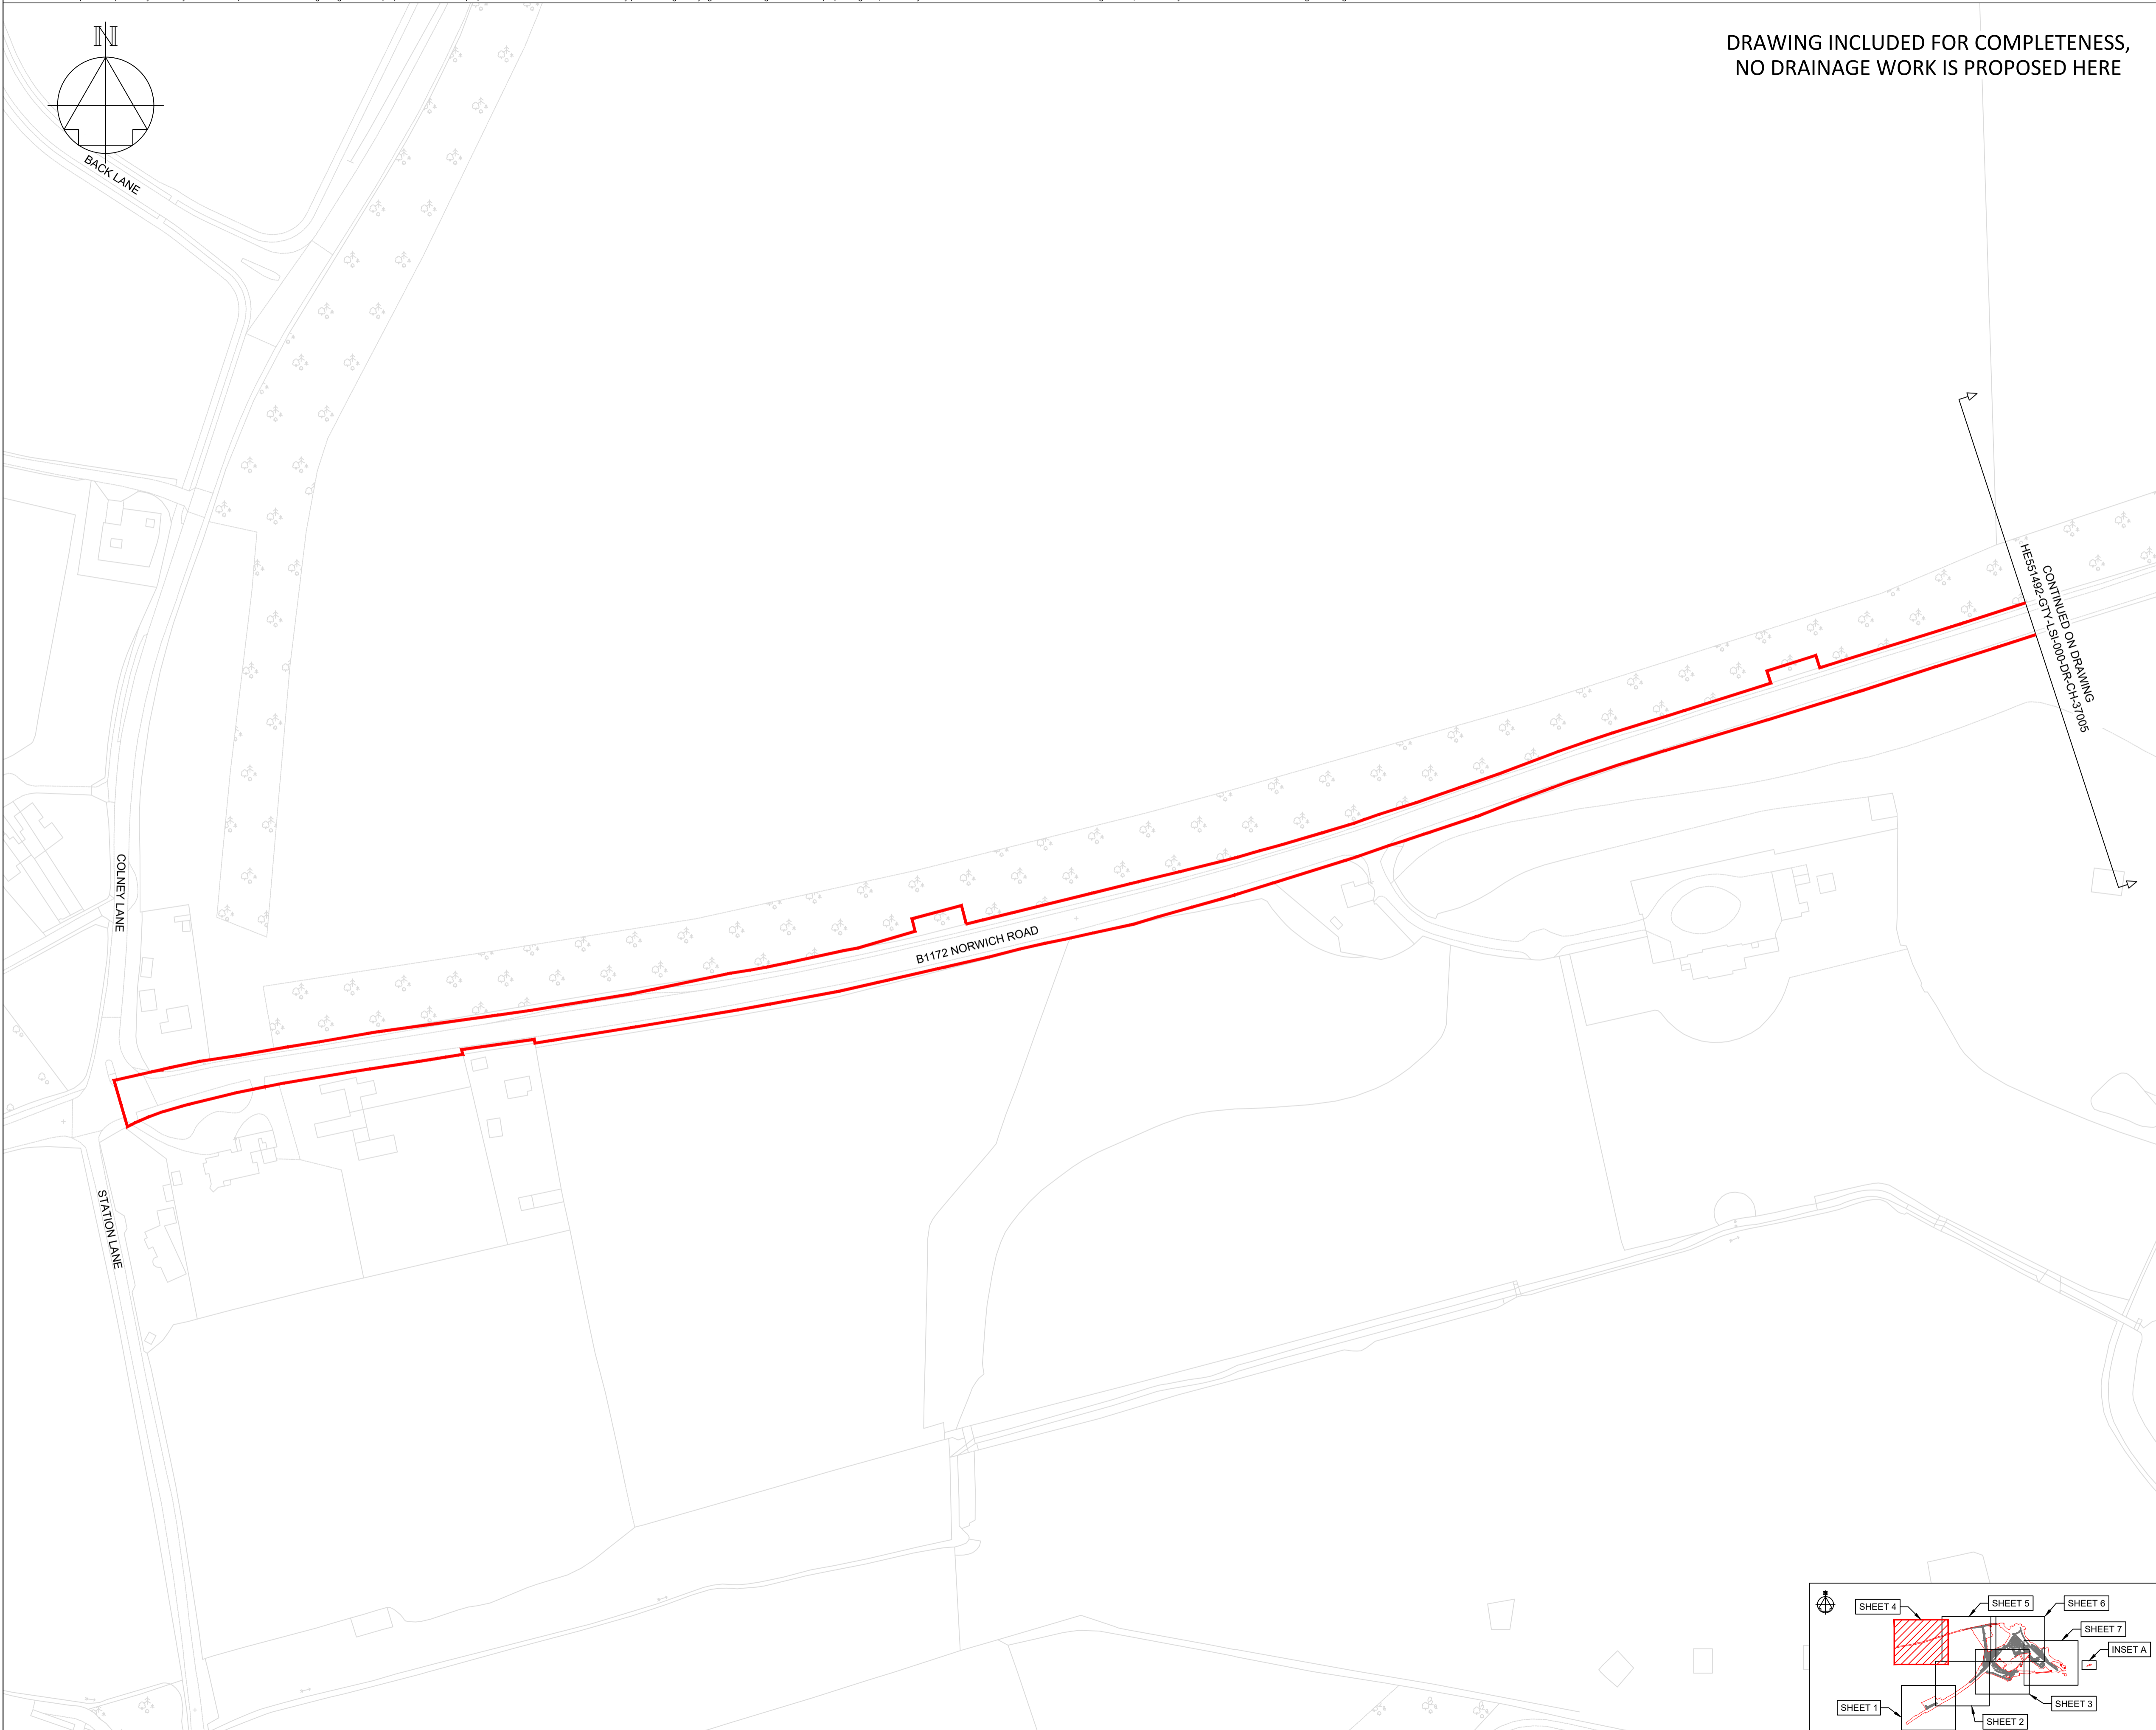 N
DRAWING INCLUDED FOR COMPLETENESS,
NO DRAINAGE WORK IS PROPOSED HERE
BACK LANE
CONTINUED ON DRAWING
HE551492-GTY-LSI-000-DR-CH-37005
COLNEY LANE
B1172 NORWICH ROAD
STATION LANE
SHEET 4
SHEET 5
SHEET 6
SHEET 7
INSET A
SHEET 1
SHEET 3
SHEET 2